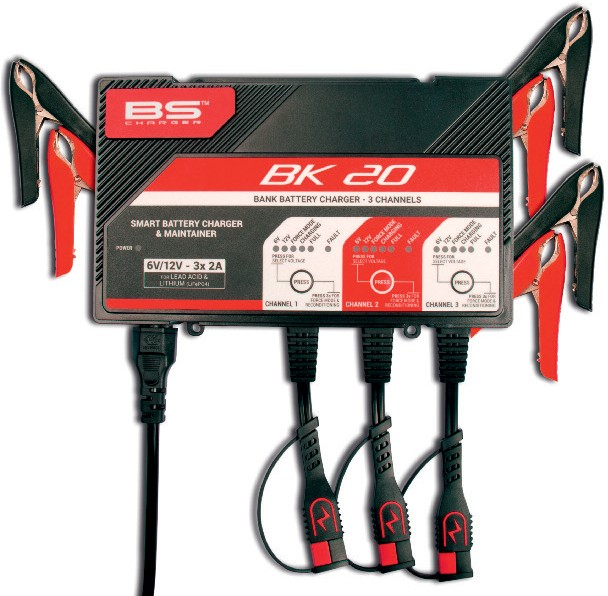 BS™
CHARGER
BK 20
BANK BATTERY CHARGER - 3 CHANNELS
SMART BATTERY CHARGER
& MAINTAINER
POWER
6V/12V - 3x 2A
FOR LEAD ACID &
LITHIUM (LiFePO4)
6V
12V
FORCE MODE
CHARGING
FULL
FAULT
PRESS FOR
SELECT VOLTAGE
PRESS
PRESS 3s FOR
FORCE MODE &
RECONDITIONING
CHANNEL 1
6V
12V
FORCE MODE
CHARGING
FULL
FAULT
PRESS FOR
SELECT VOLTAGE
PRESS
PRESS 3s FOR
FORCE MODE &
RECONDITIONING
CHANNEL 2
6V
12V
FORCE MODE
CHARGING
FULL
FAULT
PRESS FOR
SELECT VOLTAGE
PRESS
PRESS 3s FOR
FORCE MODE &
RECONDITIONING
CHANNEL 3